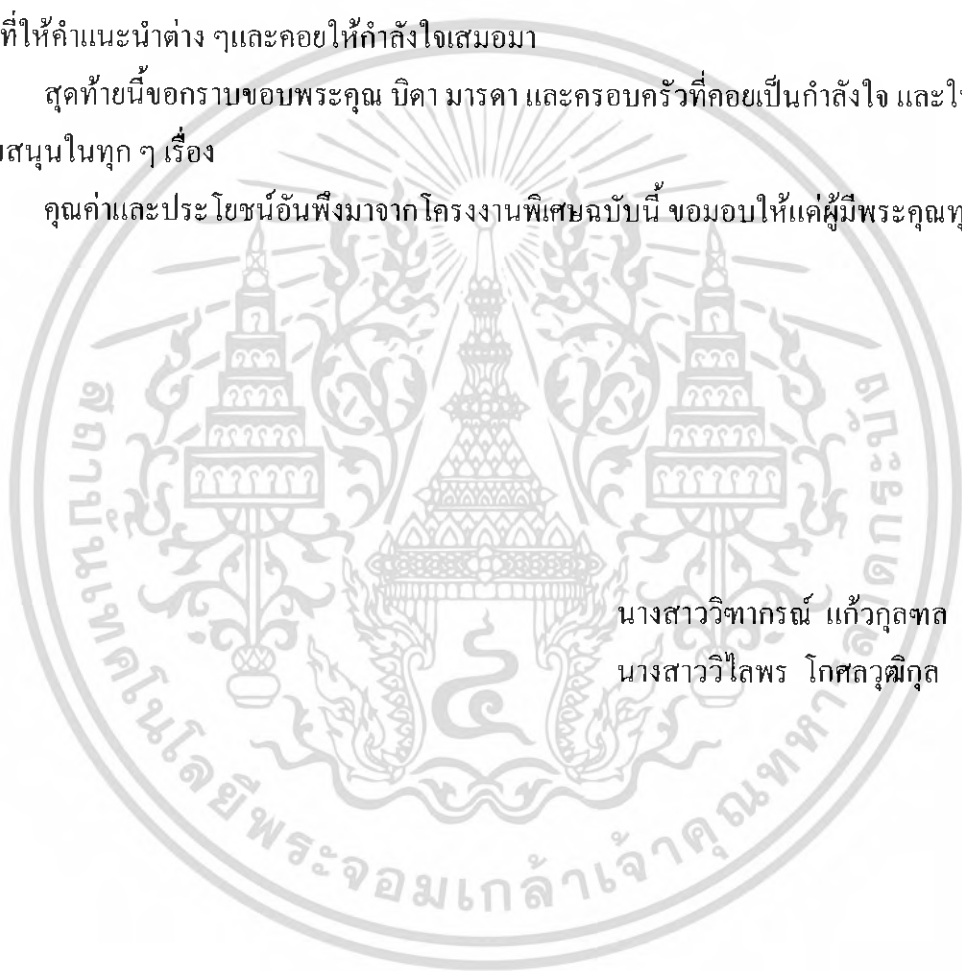 ที่ให้คำแนะนำต่าง ๆและคอยให้กำลังใจเสมอมา
สุดท้ายนี้ขอกราบขอบพระคุณ บิดา มารดา และครอบครัวที่คอยเป็นกำลังใจ และใ
สนุนในทุก ๆ เรื่อง
คุณค่าและประโยชน์อันพึงมาจากโครงงานพิเศษฉบับนี้ ขอมอบให้แด่ผู้มีพระคุณทุ
นางสาววิฑากรณ์ แก้วกุลฑล
นางสาววิไลพร โกศลวุฒิกุล
สถาบันเทคโนโลยีพระจอมเกล้าเจ้าคุณทหารลาดกระบัง